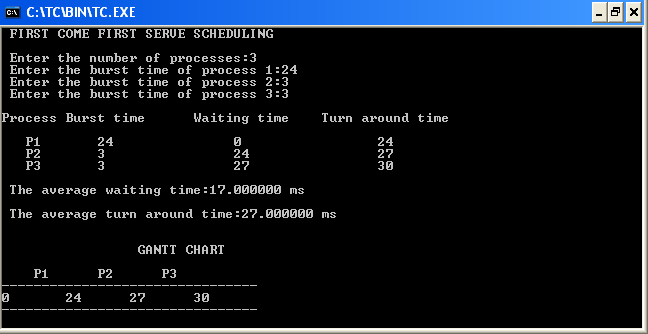 C:\TC\BIN\TC.EXE
FIRST COME FIRST SERVE SCHEDULING
Enter the number of processes:3
Enter the burst time of process 1:24
Enter the burst time of process 2:3
Enter the burst time of process 3:3
Process Burst time Waiting time Turn around time
P1 24 0 24
P2 3 24 27
P3 3 27 30
The average waiting time:17.000000 ms
The average turn around time:27.000000 ms
GANTT CHART
P1 P2 P3
--------------------------------
0 24 27 30
--------------------------------